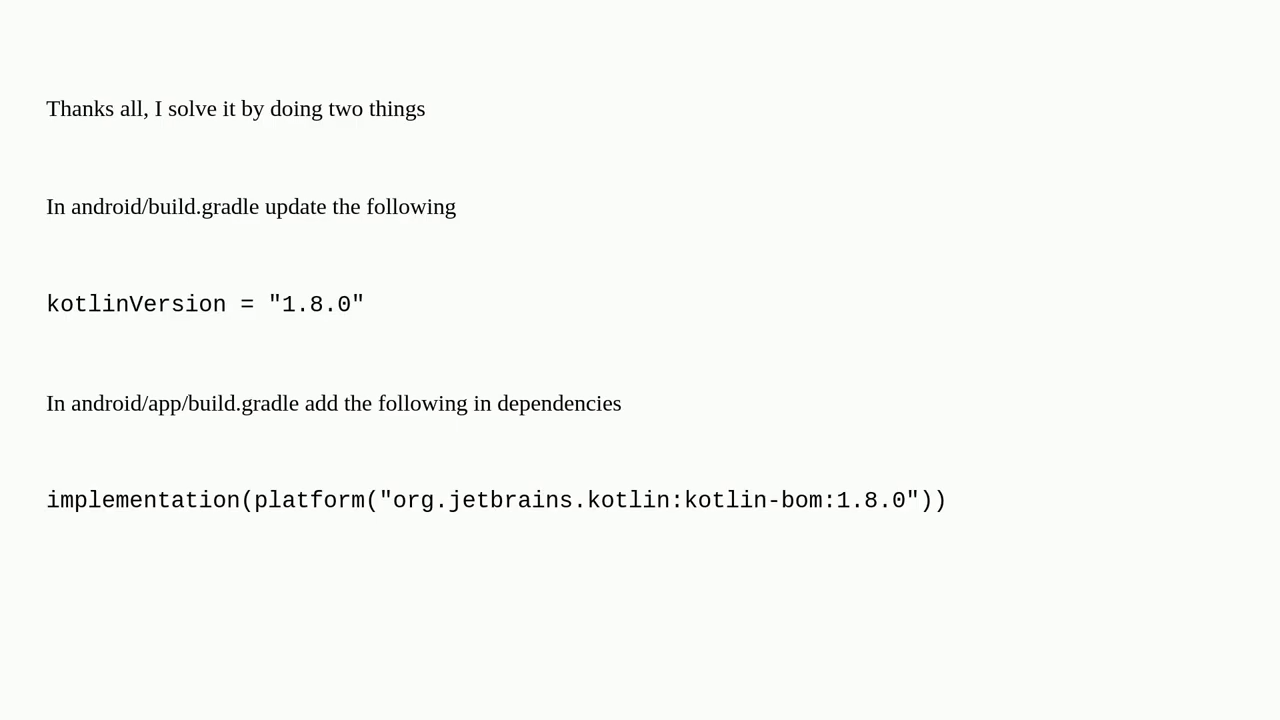 Thanks all, I solve it by doing two things
In android/build.gradle update the following
kotlinVersion = "1.8.0"
In android/app/build.gradle add the following in dependencies
implementation(platform("org.jetbrains.kotlin:kotlin-bom:1.8.0"))